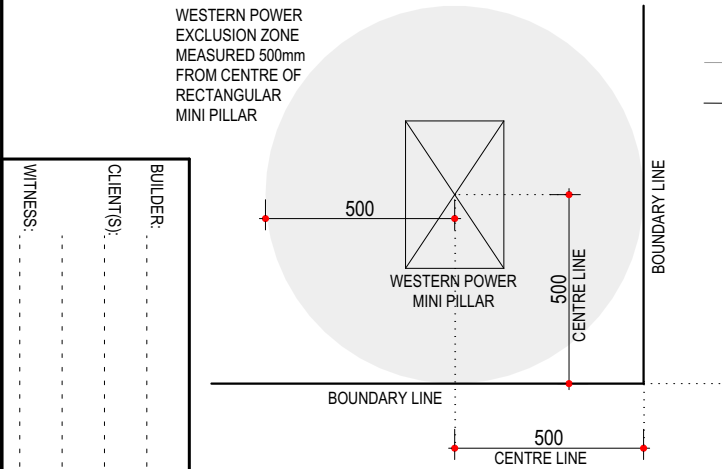 WESTERN POWER
EXCLUSION ZONE
MEASURED 500mm
FROM CENTRE OF
RECTANGULAR
MINI PILLAR
500
WESTERN POWER
MINI PILLAR
500
CENTRE LINE
BOUNDARY LINE
BOUNDARY LINE
500
CENTRE LINE
BUILDER:
CLIENT(S):
WITNESS: